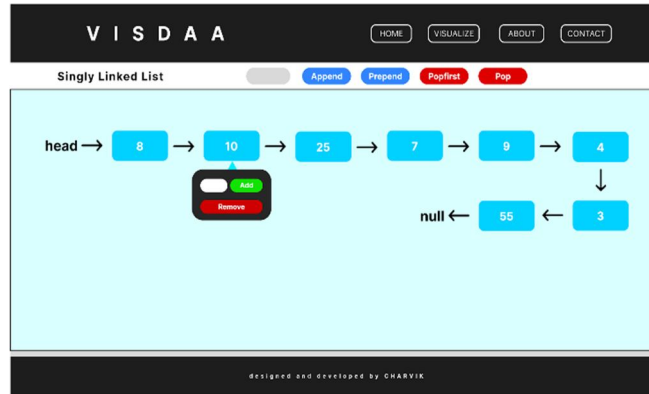 VISDAA HOME VISUALIZE ABOUT CONTACT
Singly Linked List Append Prepend Popfirst Pop
head 8 10 25 7 9 4
Add
Remove
null 55 3
designed and developed by CHARVIK